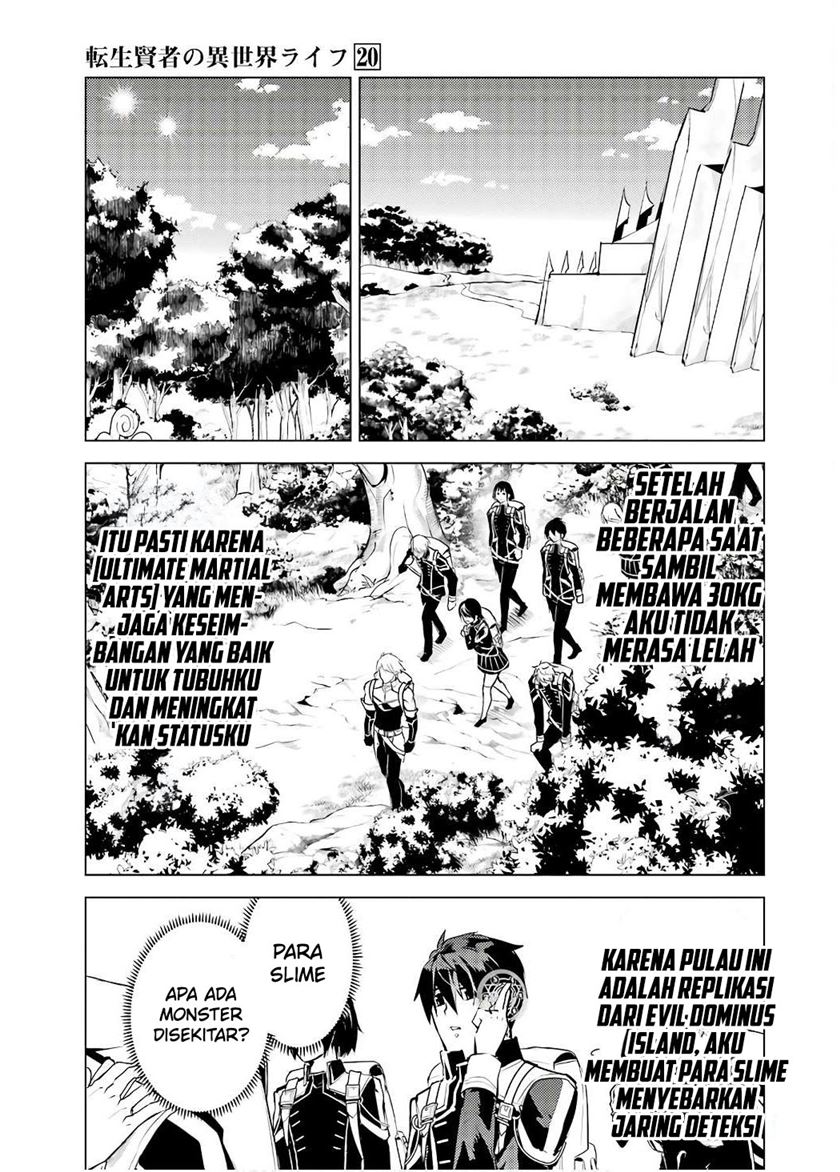 転生賢者の異世界ライフ20
SETELAH
BERJALAN
BEBERAPA SAAT
SAMBIL
MEMBAWA 30KG
AKU TIDAK
MERASA LELAH
ITU PASTI KARENA
[ULTIMATE MARTIAL
ARTS] YANG MEN-
JAGA KESEIM-
BANGAN YANG BAIK
UNTUK TUBUHKU
DAN MENINGKAT
KAN STATUSKU
KARENA PULAU INI
ADALAH REPLIKASI
DARI EVIL DOMINUS
[ISLAND, AKU
MEMBUAT PARA SLIME
MENYEBARKAN
JARING DETEKSI
PARA
SLIME
APA ADA
MONSTER
DISEKITAR?